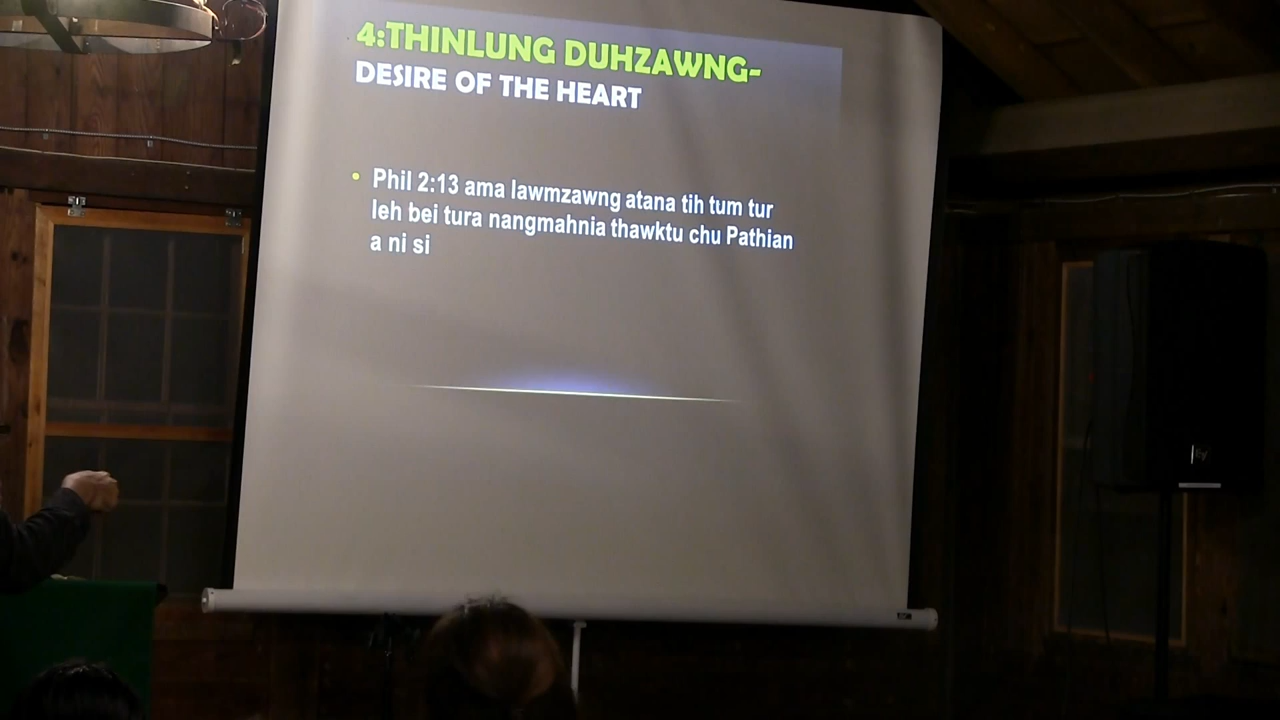 4:THINLUNG DUHZAWNG-
DESIRE OF THE HEART
• Phil 2:13 ama lawmzawng atana tih tum tur
leh bei tura nangmahnia thawktu chu Pathian
a ni si